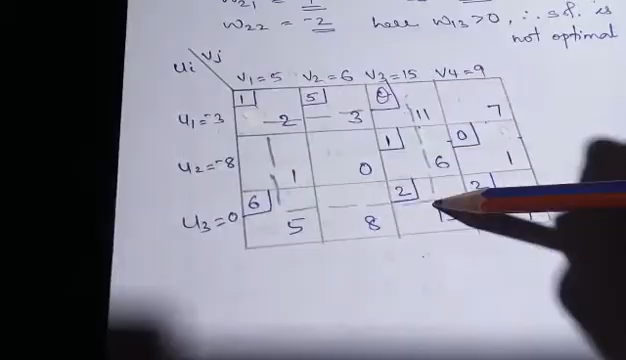 W22 = -2 here W13 > 0, ∴ sol. is
not optimal
Ui Vj
V1=5 V2=6 V3=15 V4=9
U1=-3 1 2 5 3 θ 11 7
U2=-8 1 0 1 6 0 1
U3=0 6 5 8 2 2